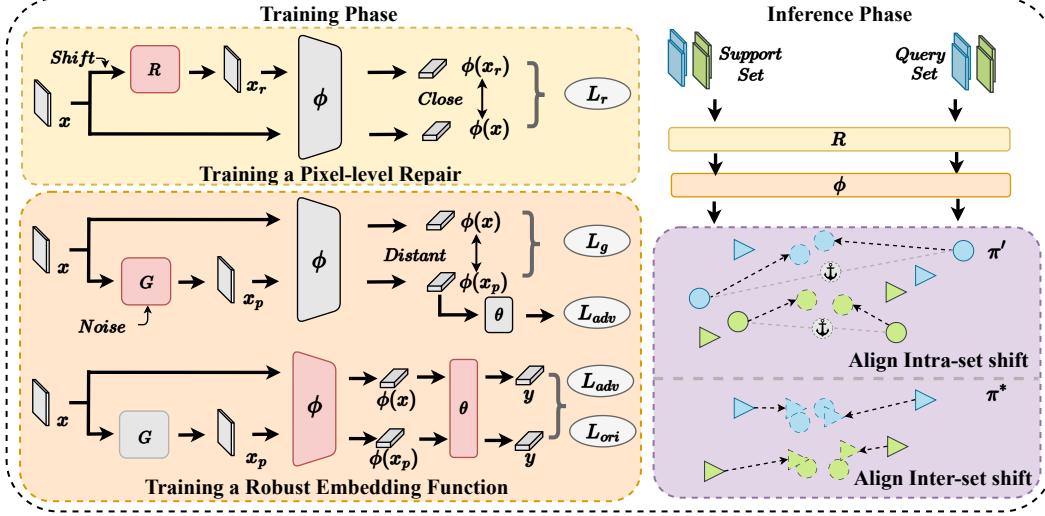 Training Phase
Shift
R
x_r
x
ϕ
ϕ(x_r)
Close
ϕ(x)
L_r
Training a Pixel-level Repair
x
G
Noise
x_p
ϕ
ϕ(x)
Distant
ϕ(x_p)
θ
L_g
L_adv
x
G
x_p
ϕ
ϕ(x)
ϕ(x_p)
θ
y
y
L_adv
L_ori
Training a Robust Embedding Function
Inference Phase
Support
Set
Query
Set
R
ϕ
π′
Align Intra-set shift
π*
Align Inter-set shift